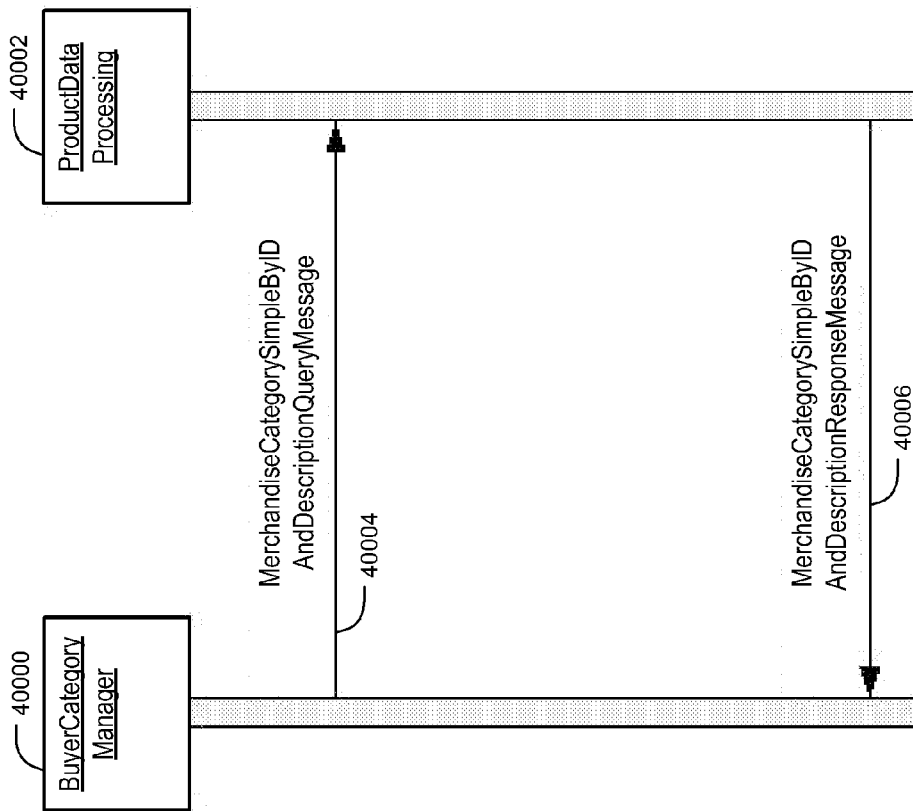 40000
BuyerCategory
Manager
40002
ProductData
Processing
MerchandiseCategorySimpleByID
AndDescriptionQueryMessage
40004
MerchandiseCategorySimpleByID
AndDescriptionResponseMessage
40006